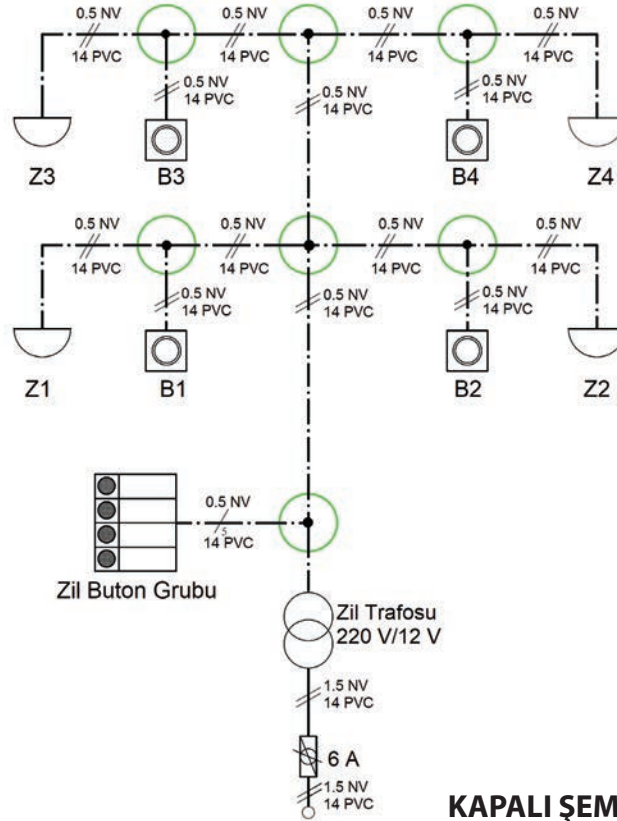 0.5 NV 0.5 NV 0.5 NV 0.5 NV
14 PVC 14 PVC 14 PVC 14 PVC
0.5 NV 0.5 NV 0.5 NV
14 PVC 14 PVC 14 PVC
Z3 B3 B4 Z4
0.5 NV 0.5 NV 0.5 NV 0.5 NV
14 PVC 14 PVC 14 PVC 14 PVC
0.5 NV 0.5 NV 0.5 NV
14 PVC 14 PVC 14 PVC
Z1 B1 B2 Z2
0.5 NV
5
14 PVC
Zil Buton Grubu
Zil Trafosu
220 V/12 V
1.5 NV
14 PVC
6 A
1.5 NV
14 PVC
KAPALI ŞEM